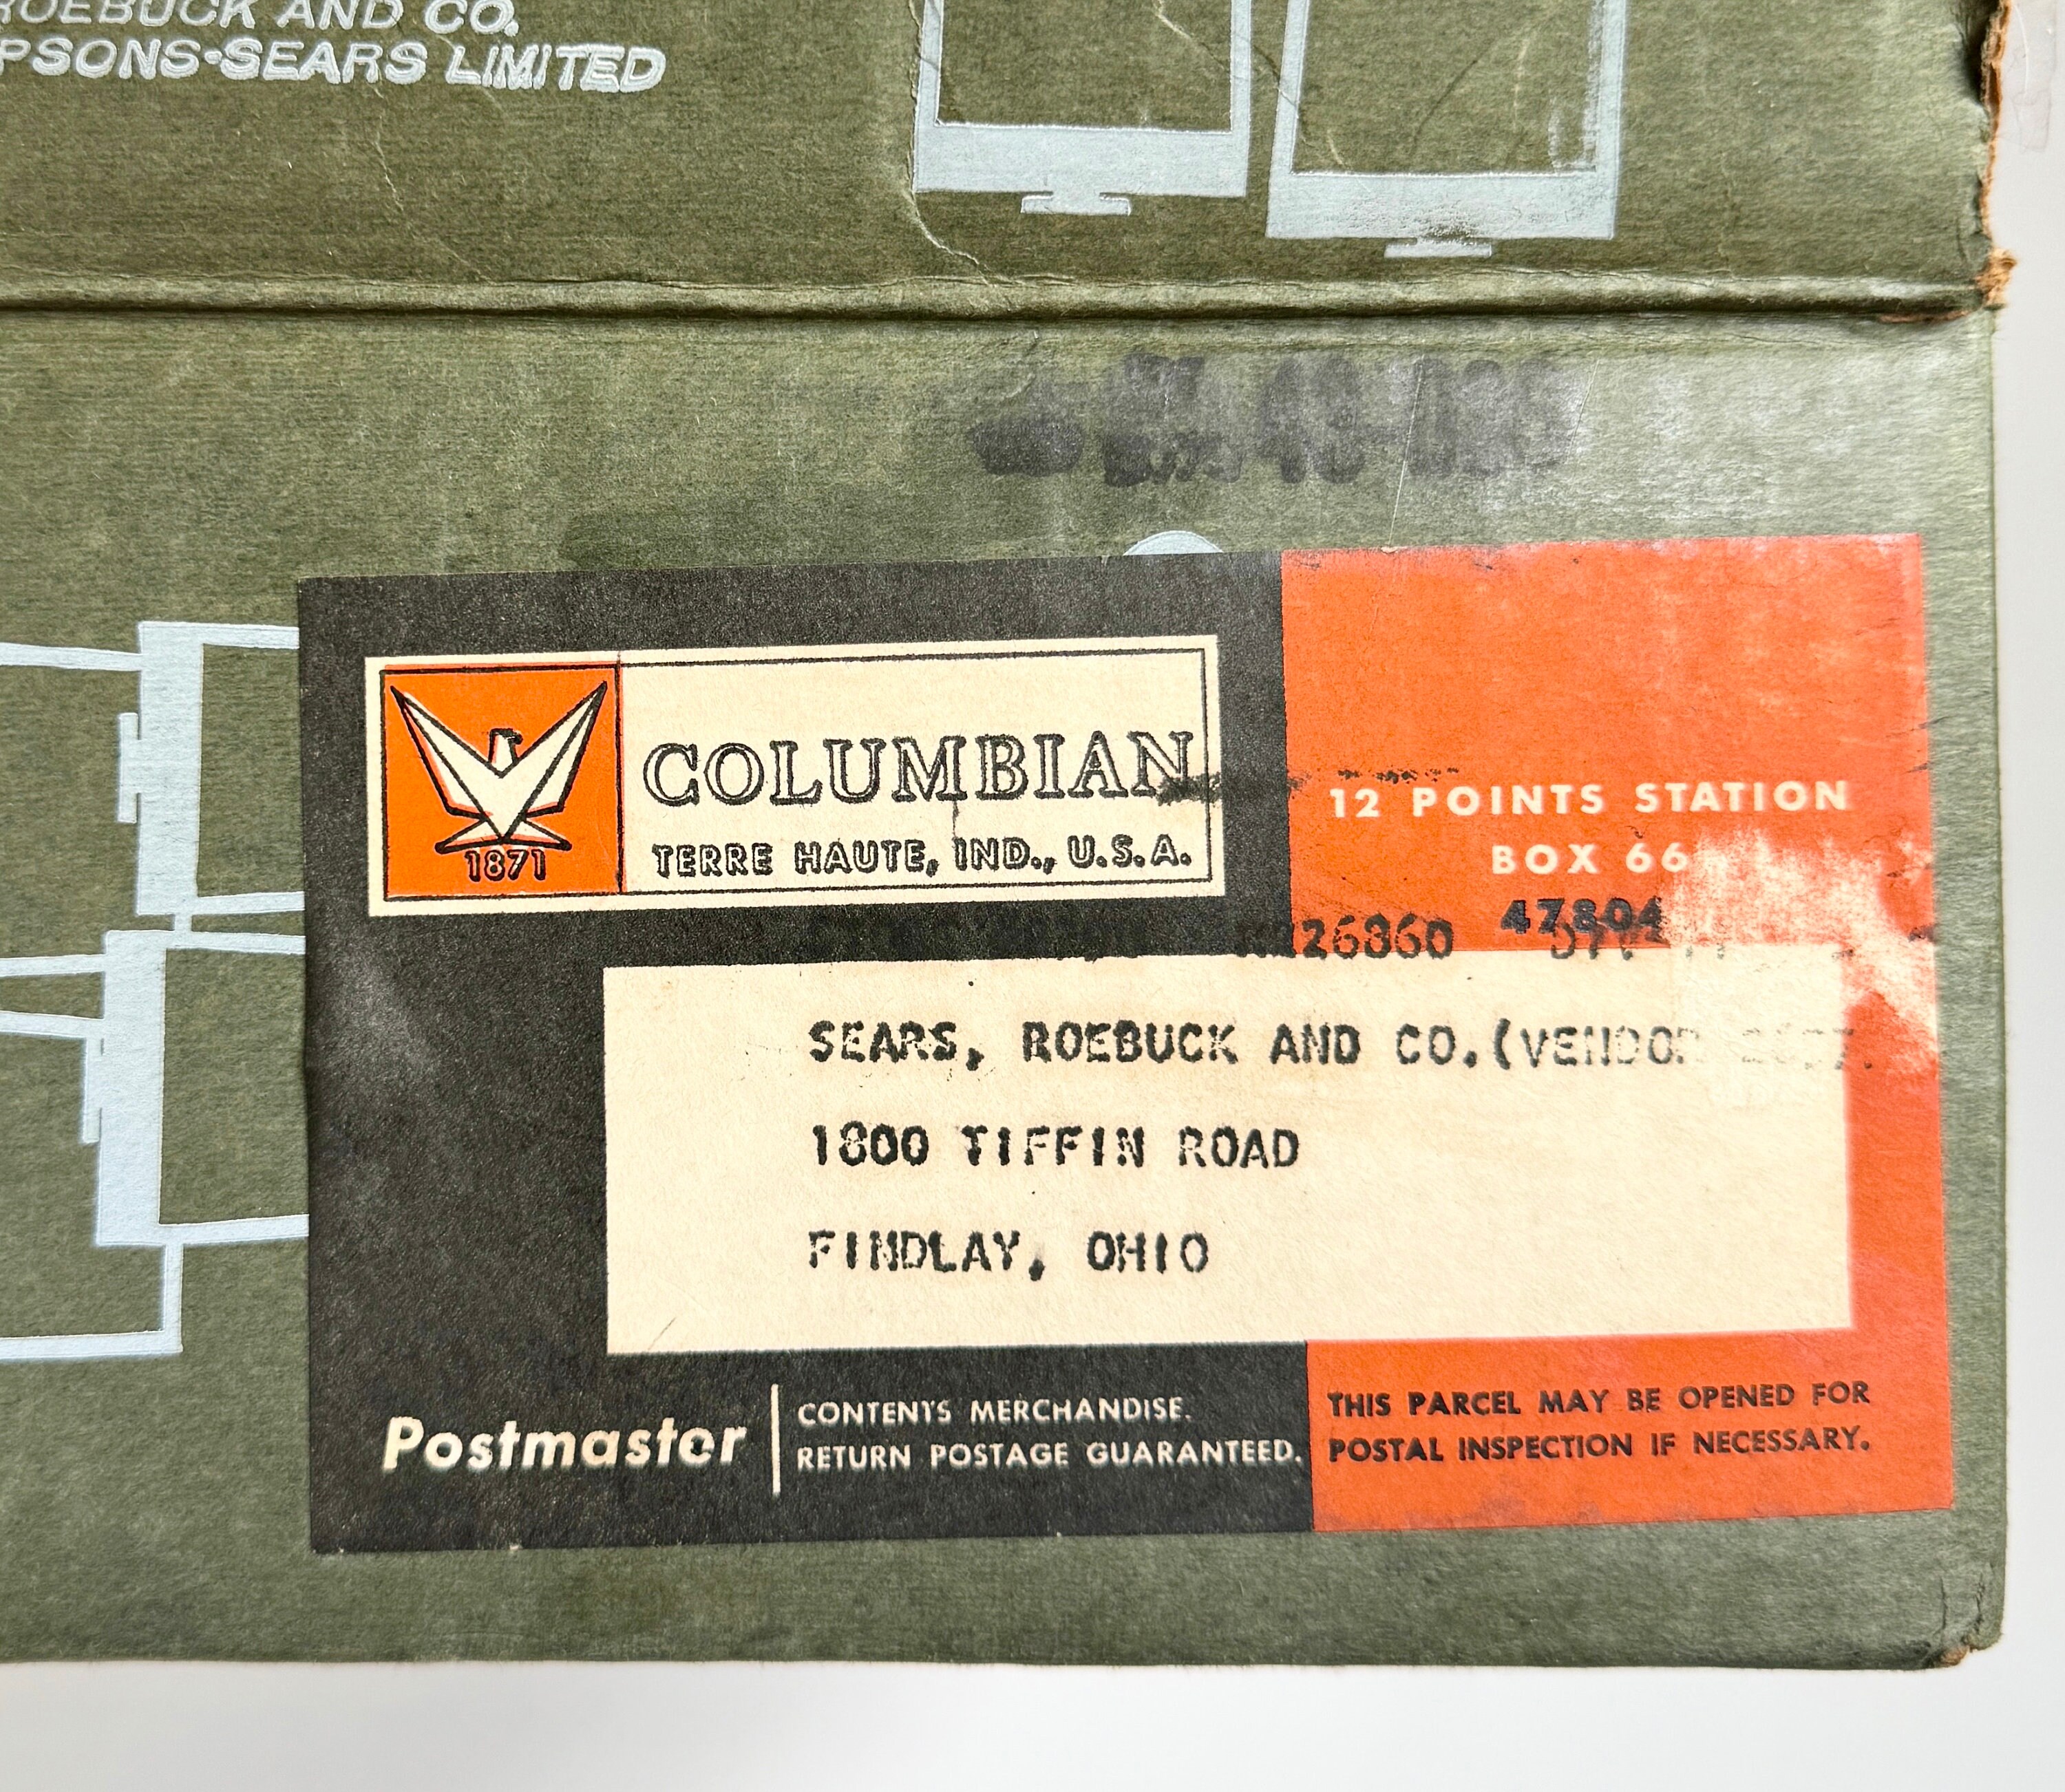 ROEBUCK AND CO.
PSONS-SEARS LIMITED
COLUMBIAN
TERRE HAUTE, IND., U.S.A.
1871
12 POINTS STATION
BOX 66
47804
26860
SEARS, ROEBUCK AND CO.(VENDOR
1800 TIFFIN ROAD
FINDLAY, OHIO
Postmaster
CONTENTS MERCHANDISE.
RETURN POSTAGE GUARANTEED.
THIS PARCEL MAY BE OPENED FOR
POSTAL INSPECTION IF NECESSARY.